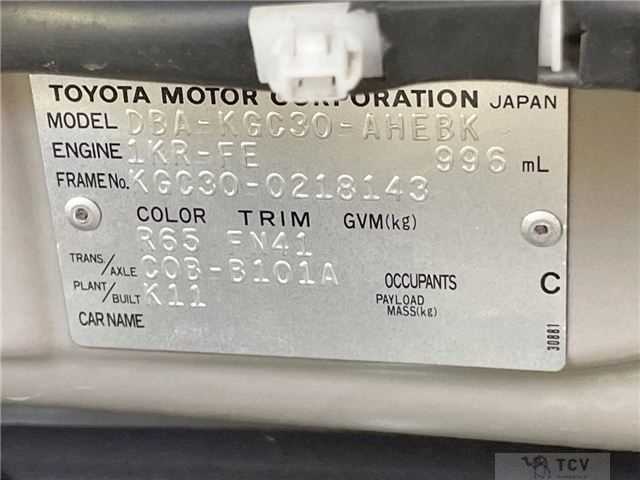 TOYOTA MOTOR CORPORATION JAPAN
MODEL DBA-KGC30-AHEBK
ENGINE 1KR-FE 996 mL
FRAME No. KGC30-0218143
COLOR TRIM GVM(kg)
R65 FN41
TRANS/AXLE C0B-B101A OCCUPANTS C
PLANT/BUILT K11 PAYLOAD MASS(kg)
CAR NAME
30881
TCV